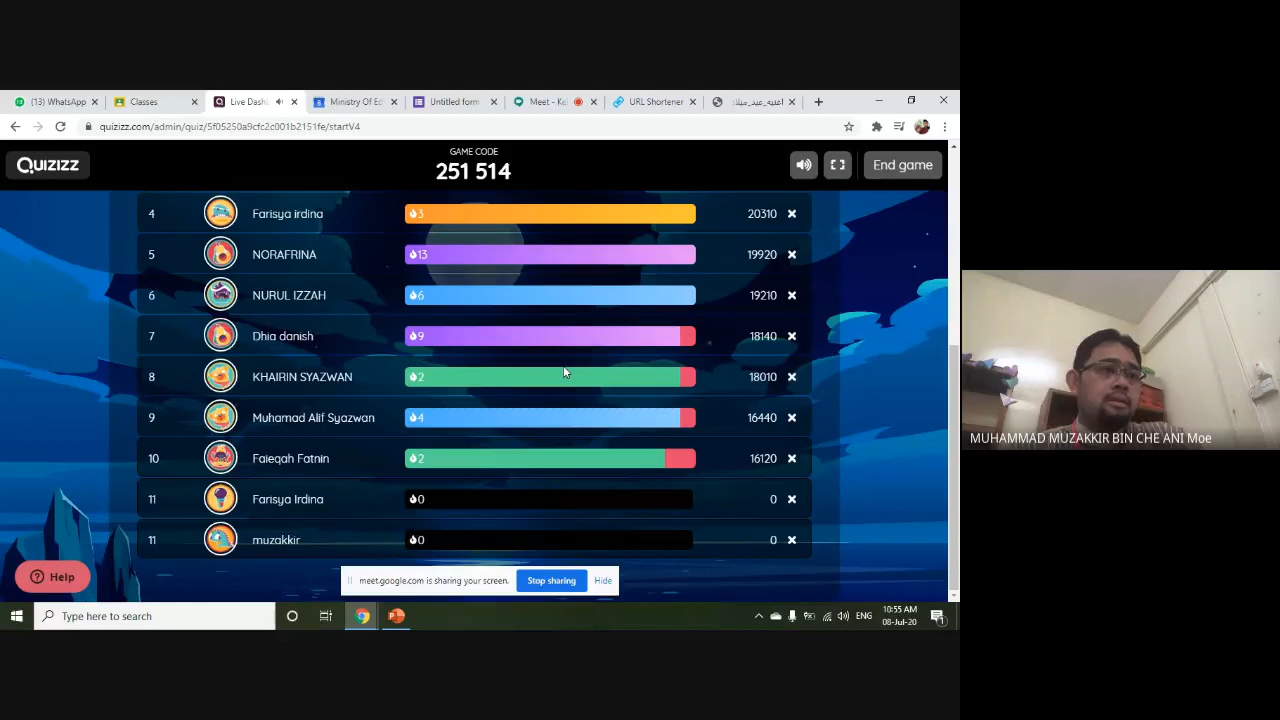 (13) WhatsApp
Classes
Live Dash
Ministry Of Ed
Untitled form
Meet - Ke
URL Shortener
اغنية_عيد_ميلا
quizizz.com/admin/quiz/5f05250a9cfc2c001b2151fe/startV4
QUIZIZZ
GAME CODE
251 514
End game
4 Farisya irdina 3 20310
5 NORAFRINA 13 19920
6 NURUL IZZAH 6 19210
7 Dhia danish 9 18140
8 KHAIRIN SYAZWAN 2 18010
9 Muhamad Alif Syazwan 4 16440
10 Faieqah Fatnin 2 16120
11 Farisya Irdina 0 0
11 muzakkir 0 0
Help
meet.google.com is sharing your screen. Stop sharing Hide
Type here to search
ENG
10:55 AM
08-Jul-20
1
MUHAMMAD MUZAKKIR BIN CHE ANI Moe